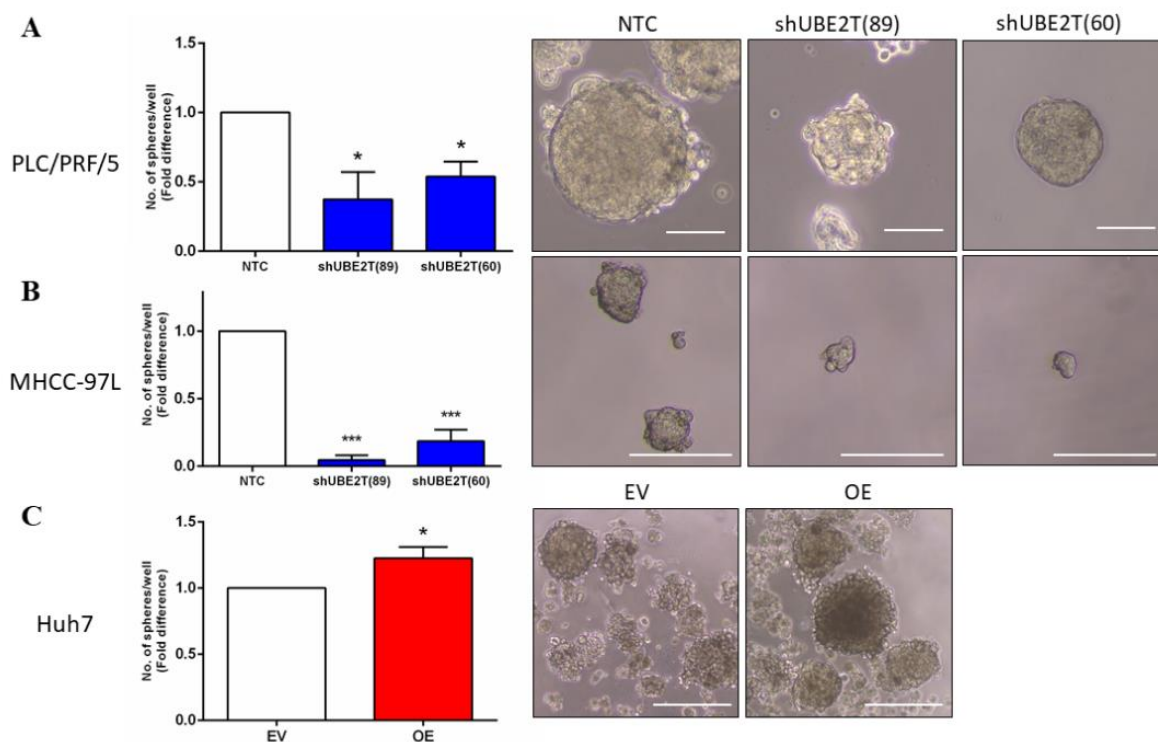 A
PLC/PRF/5
No. of spheres/well
(Fold difference)
1.5
1.0
0.5
0.0
*
*
NTC
shUBE2T(89)
shUBE2T(60)
NTC
shUBE2T(89)
shUBE2T(60)
B
MHCC-97L
No. of spheres/well
(Fold difference)
1.0
0.5
0.0
***
***
NTC
shUBE2T(89)
shUBE2T(60)
C
Huh7
No. of spheres/well
(Fold difference)
1.5
1.0
0.5
0.0
*
EV
OE
EV
OE